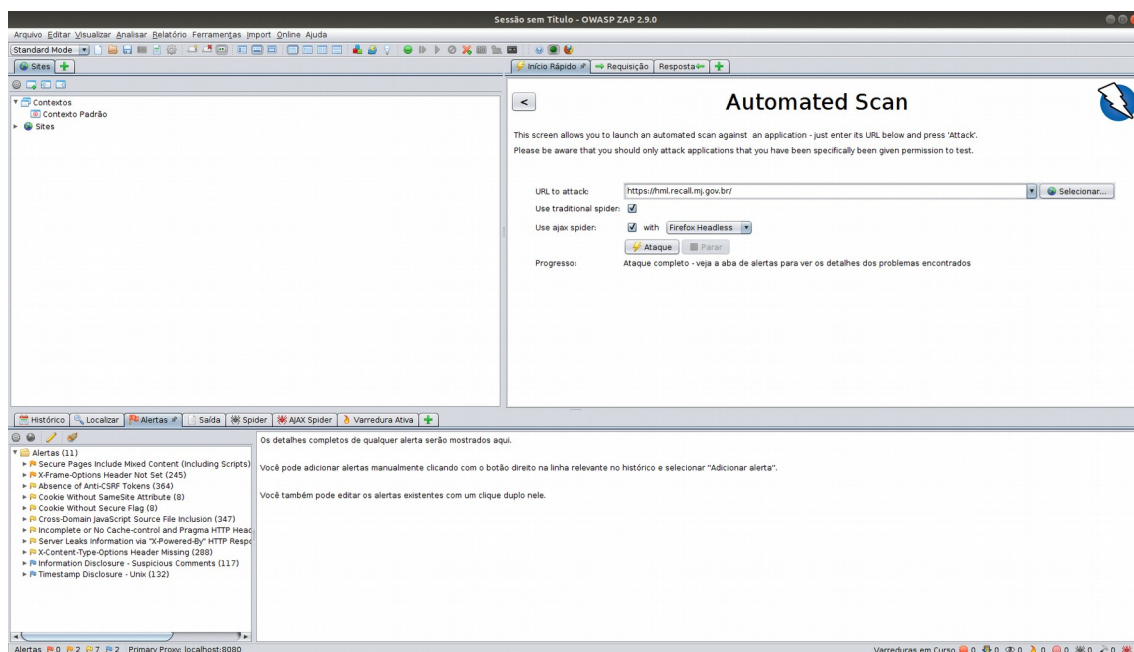 Sessão sem Título - OWASP ZAP 2.9.0
Arquivo Editar Visualizar Analisar Relatório Ferramentas Import Online Ajuda
Standard Mode
Sites
Início Rápido
Requisição
Resposta
Contextos
Contexto Padrão
Sites
<
Automated Scan
This screen allows you to launch an automated scan against an application - just enter its URL below and press 'Attack'.
Please be aware that you should only attack applications that you have been specifically been given permission to test.
URL to attack: https://hml.recall.mj.gov.br/ Selecionar...
Use traditional spider:
Use ajax spider: with Firefox Headless
Ataque Parar
Progresso: Ataque completo - veja a aba de alertas para ver os detalhes dos problemas encontrados
Histórico Localizar Alertas Saída Spider AJAX Spider Varredura Ativa
Alertas (11)
Secure Pages Include Mixed Content (Including Scripts)
X-Frame-Options Header Not Set (245)
Absence of Anti-CSRF Tokens (364)
Cookie Without SameSite Attribute (8)
Cookie Without Secure Flag (8)
Cross-Domain JavaScript Source File Inclusion (347)
Incomplete or No Cache-control and Pragma HTTP Head
Server Leaks Information via "X-Powered-By" HTTP Respo
X-Content-Type-Options Header Missing (288)
Information Disclosure - Suspicious Comments (117)
Timestamp Disclosure - Unix (132)
Os detalhes completos de qualquer alerta serão mostrados aqui.
Você pode adicionar alertas manualmente clicando com o botão direito na linha relevante no histórico e selecionar "Adicionar alerta".
Você também pode editar os alertas existentes com um clique duplo nele.
Alertas 0 2 7 2 Primary Proxy: localhost:8080
Varreduras em Curso 0 0 0 0 0 0 0